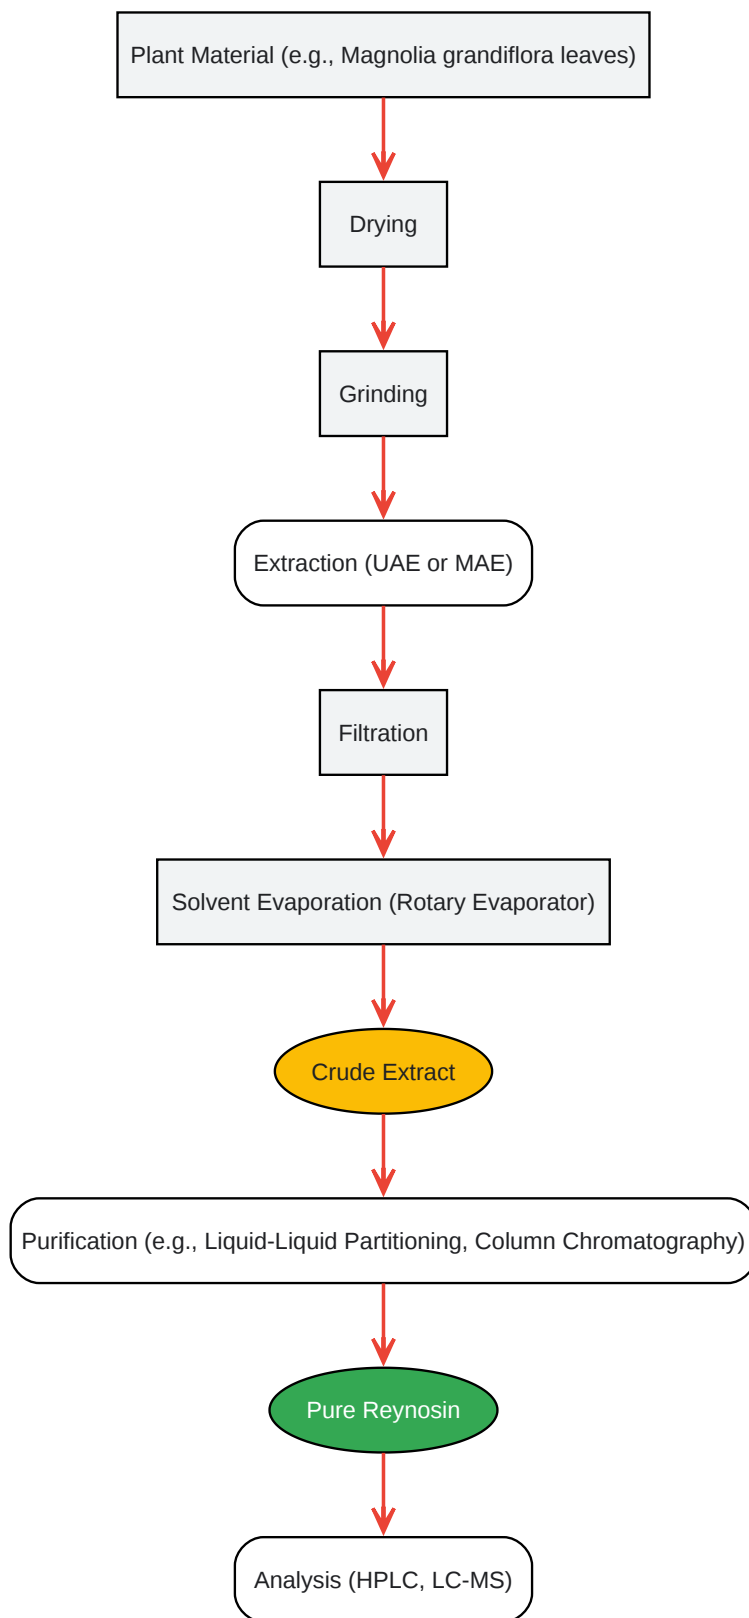 Plant Material (e.g., Magnolia grandiflora leaves)
Drying
Grinding
Extraction (UAE or MAE)
Filtration
Solvent Evaporation (Rotary Evaporator)
Crude Extract
Purification (e.g., Liquid-Liquid Partitioning, Column Chromatography)
Pure Reynosin
Analysis (HPLC, LC-MS)